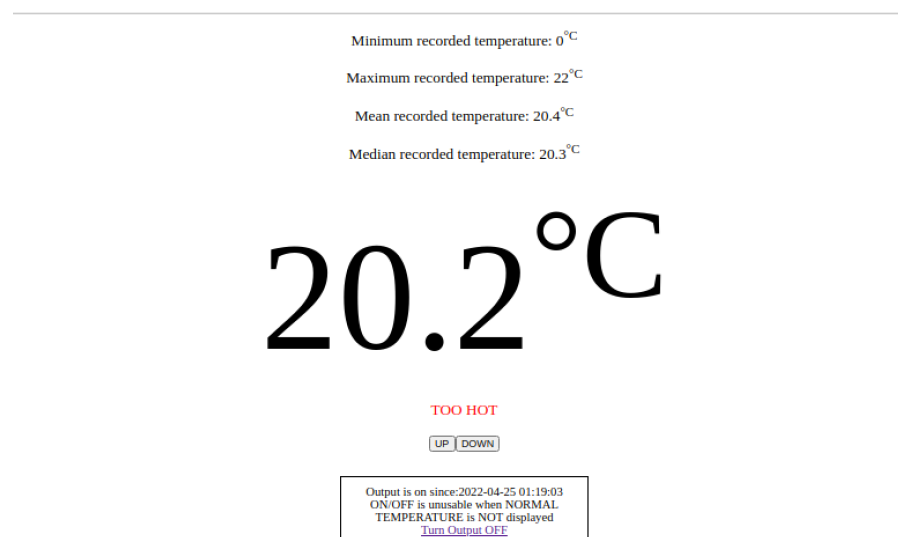 Minimum recorded temperature: 0°C
Maximum recorded temperature: 22°C
Mean recorded temperature: 20.4°C
Median recorded temperature: 20.3°C
20.2°C
TOO HOT
UP DOWN
Output is on since:2022-04-25 01:19:03
ON/OFF is unusable when NORMAL
TEMPERATURE is NOT displayed
Turn Output OFF